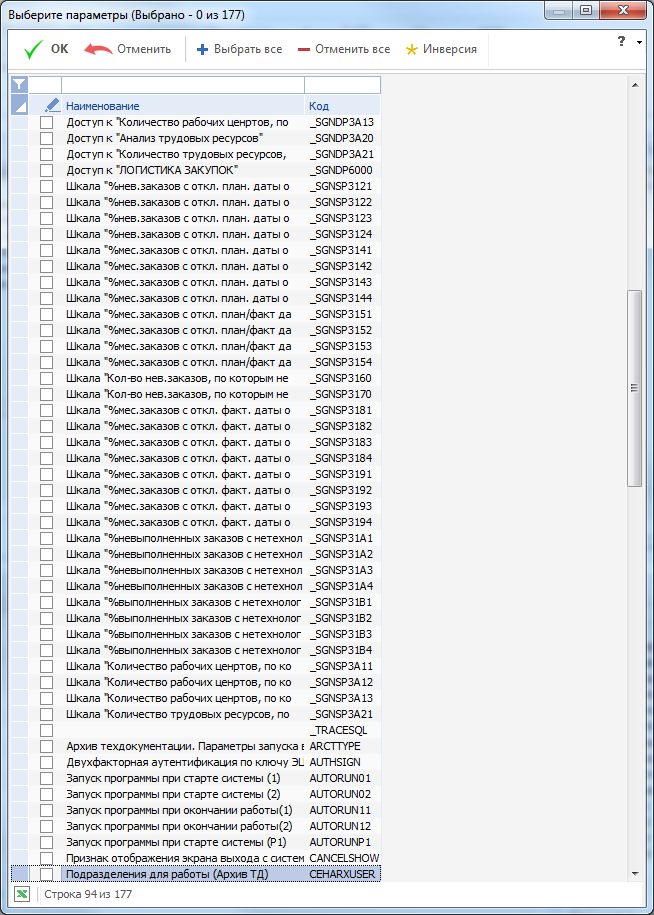 Выберите параметры (Выбрано - 0 из 177)
ОК Отменить Выбрать все Отменить все Инверсия ?
Наименование Код
Доступ к "Количество рабочих ценртов, по _SGNDP3A13
Доступ к "Анализ трудовых ресурсов" _SGNDP3A20
Доступ к "Количество трудовых ресурсов, _SGNDP3A21
Доступ к "ЛОГИСТИКА ЗАКУПОК" _SGNDP6000
Шкала "%нев.заказов с откл. план. даты о _SGNSP3121
Шкала "%нев.заказов с откл. план. даты о _SGNSP3122
Шкала "%нев.заказов с откл. план. даты о _SGNSP3123
Шкала "%нев.заказов с откл. план. даты о _SGNSP3124
Шкала "%мес.заказов с откл. план. даты о _SGNSP3141
Шкала "%мес.заказов с откл. план. даты о _SGNSP3142
Шкала "%мес.заказов с откл. план. даты о _SGNSP3143
Шкала "%мес.заказов с откл. план. даты о _SGNSP3144
Шкала "%мес.заказов с откл. план/факт да _SGNSP3151
Шкала "%мес.заказов с откл. план/факт да _SGNSP3152
Шкала "%мес.заказов с откл. план/факт да _SGNSP3153
Шкала "%мес.заказов с откл. план/факт да _SGNSP3154
Шкала "Кол-во нев.заказов, по которым не _SGNSP3160
Шкала "Кол-во нев.заказов, по которым не _SGNSP3170
Шкала "%мес.заказов с откл. факт. даты о _SGNSP3181
Шкала "%мес.заказов с откл. факт. даты о _SGNSP3182
Шкала "%мес.заказов с откл. факт. даты о _SGNSP3183
Шкала "%мес.заказов с откл. факт. даты о _SGNSP3184
Шкала "%мес.заказов с откл. факт. даты о _SGNSP3191
Шкала "%мес.заказов с откл. факт. даты о _SGNSP3192
Шкала "%мес.заказов с откл. факт. даты о _SGNSP3193
Шкала "%мес.заказов с откл. факт. даты о _SGNSP3194
Шкала "%невыполненных заказов с нетехнол _SGNSP31A1
Шкала "%невыполненных заказов с нетехнол _SGNSP31A2
Шкала "%невыполненных заказов с нетехнол _SGNSP31A3
Шкала "%невыполненных заказов с нетехнол _SGNSP31A4
Шкала "%выполненных заказов с нетехнолог _SGNSP31B1
Шкала "%выполненных заказов с нетехнолог _SGNSP31B2
Шкала "%выполненных заказов с нетехнолог _SGNSP31B3
Шкала "%выполненных заказов с нетехнолог _SGNSP31B4
Шкала "Количество рабочих ценртов, по ко _SGNSP3A11
Шкала "Количество рабочих ценртов, по ко _SGNSP3A12
Шкала "Количество рабочих ценртов, по ко _SGNSP3A13
Шкала "Количество трудовых ресурсов, по _SGNSP3A21
_TRACESQL
Архив техдокументации. Параметры запуска в ARCTTYPE
Двухфакторная аутентификация по ключу ЭЦ AUTHSIGN
Запуск программы при старте системы (1) AUTORUN01
Запуск программы при старте системы (2) AUTORUN02
Запуск программы при окончании работы(1) AUTORUN11
Запуск программы при окончании работы(2) AUTORUN12
Запуск программы при старте системы (P1) AUTORUNP1
Признак отображения экрана выхода с систем CANCELSHOW
Подразделения для работы (Архив ТД) CEHARXUSER
Строка 94 из 177